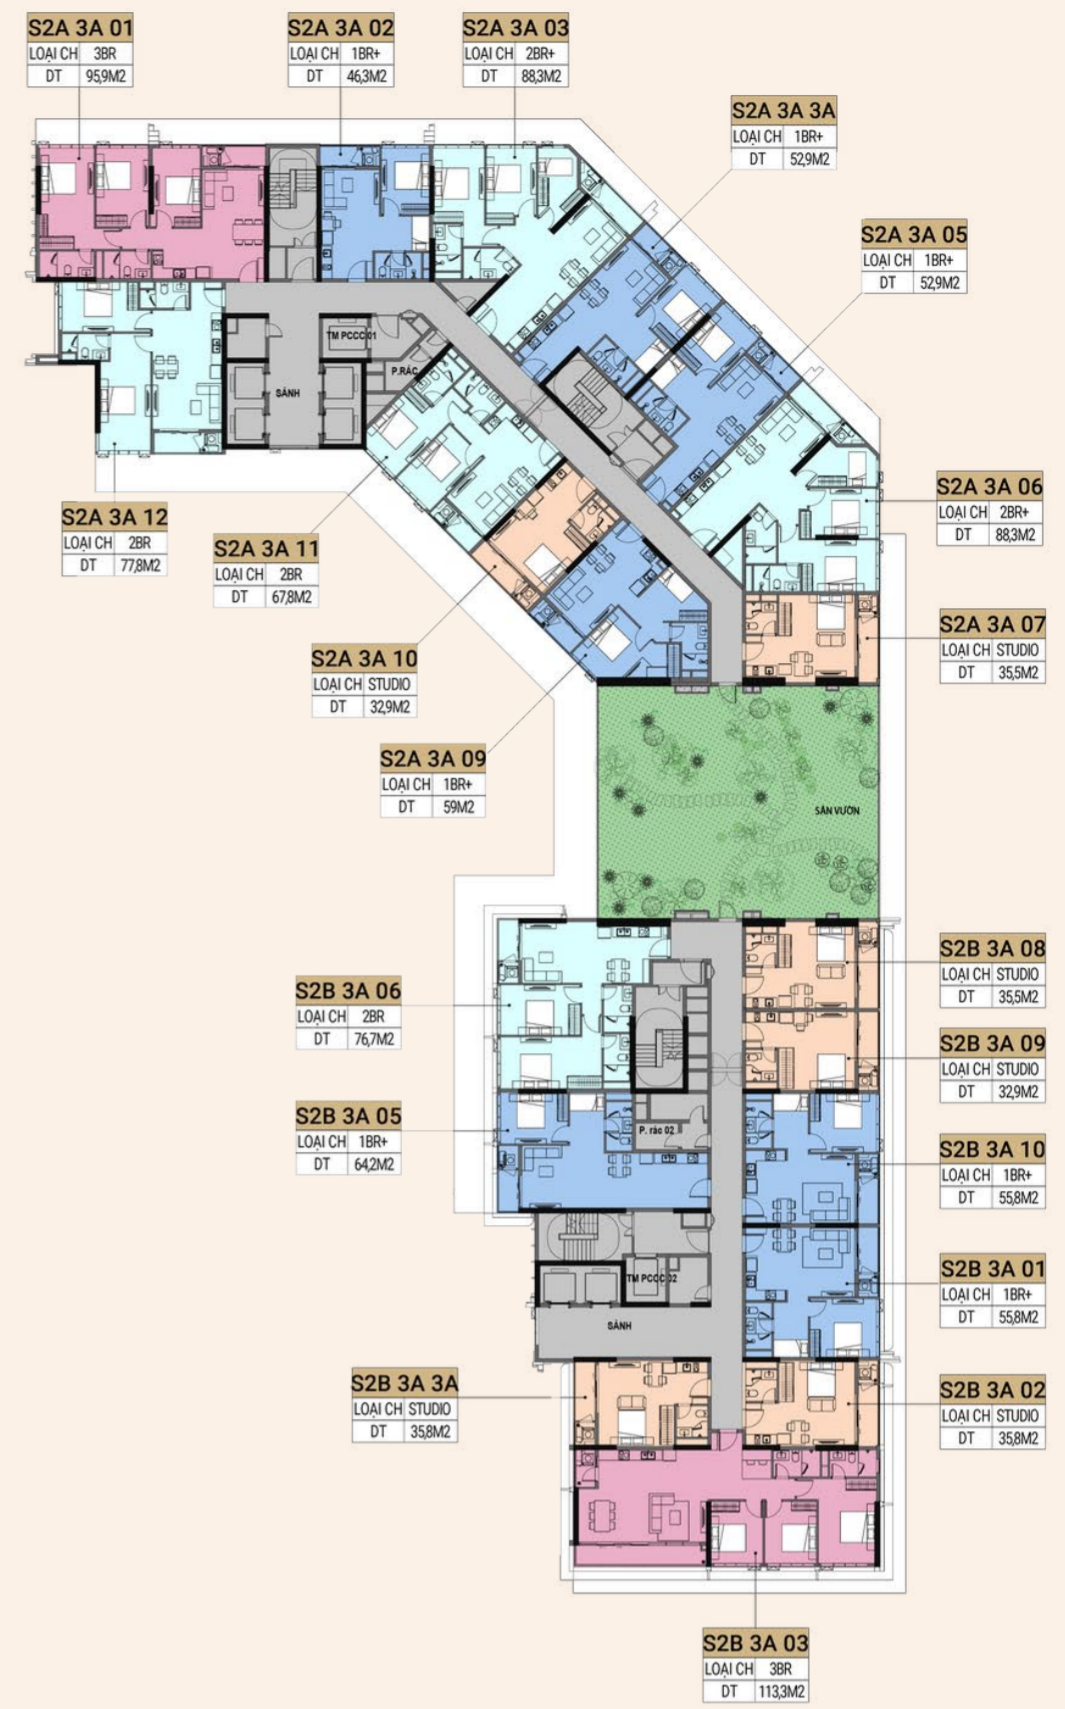 S2A 3A 01
LOẠI CH 3BR
DT 95,9M2
S2A 3A 02
LOẠI CH 1BR+
DT 46,3M2
S2A 3A 03
LOẠI CH 2BR+
DT 88,3M2
S2A 3A 3A
LOẠI CH 1BR+
DT 52,9M2
S2A 3A 05
LOẠI CH 1BR+
DT 52,9M2
TM PCCC 01
P.RÁC
SẢNH
S2A 3A 06
LOẠI CH 2BR+
DT 88,3M2
S2A 3A 12
LOẠI CH 2BR
DT 77,8M2
S2A 3A 11
LOẠI CH 2BR
DT 67,8M2
S2A 3A 07
LOẠI CH STUDIO
DT 35,5M2
S2A 3A 10
LOẠI CH STUDIO
DT 32,9M2
S2A 3A 09
LOẠI CH 1BR+
DT 59M2
SÂN VƯỜN
S2B 3A 08
LOẠI CH STUDIO
DT 35,5M2
S2B 3A 06
LOẠI CH 2BR
DT 76,7M2
S2B 3A 09
LOẠI CH STUDIO
DT 32,9M2
S2B 3A 05
LOẠI CH 1BR+
DT 64,2M2
P. rác 02
S2B 3A 10
LOẠI CH 1BR+
DT 55,8M2
S2B 3A 01
LOẠI CH 1BR+
DT 55,8M2
TM PCCC 02
SẢNH
S2B 3A 3A
LOẠI CH STUDIO
DT 35,8M2
S2B 3A 02
LOẠI CH STUDIO
DT 35,8M2
S2B 3A 03
LOẠI CH 3BR
DT 113,3M2